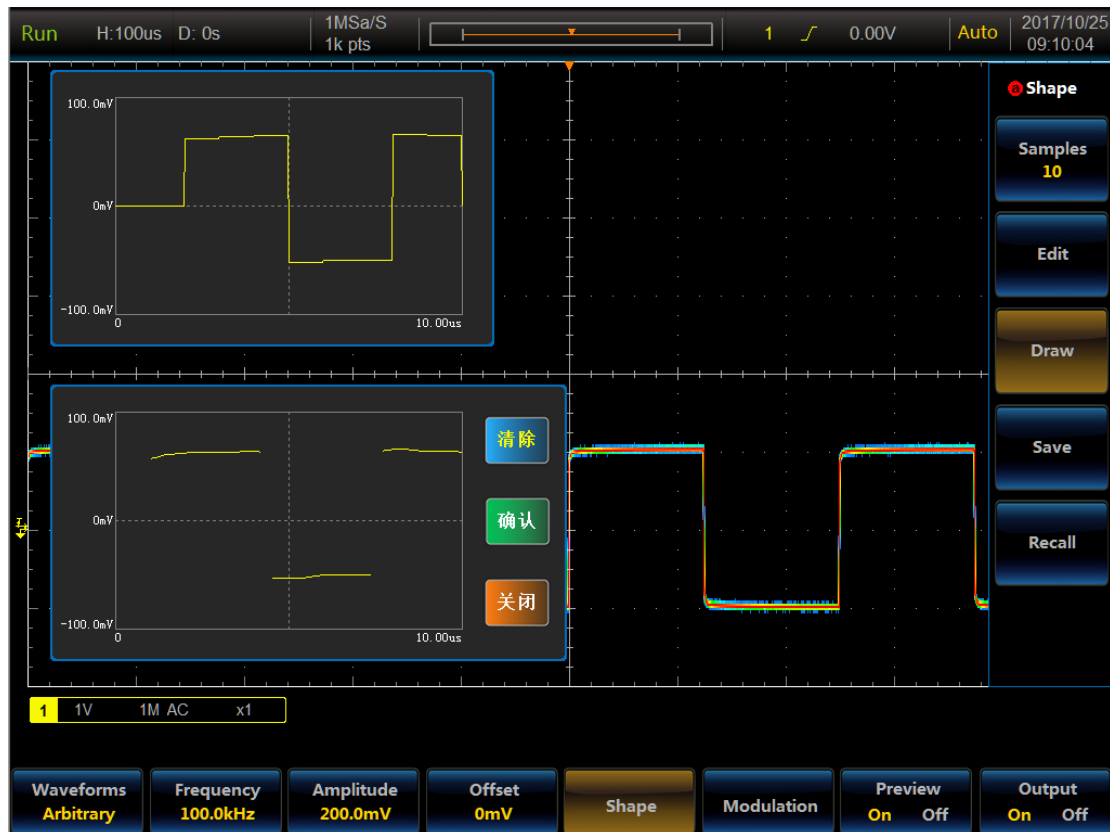 Run H:100us D: 0s 1MSa/S 1 0.00V Auto 2017/10/25
1k pts 09:10:04
100.0mV
0mV
-100.0mV
0 10.00us
100.0mV
0mV
-100.0mV
0 10.00us
清除
确认
关闭
a Shape
Samples
10
Edit
Draw
Save
Recall
1 1V 1M AC x1
Waveforms
Arbitrary
Frequency
100.0kHz
Amplitude
200.0mV
Offset
0mV
Shape
Modulation
Preview
On Off
Output
On Off